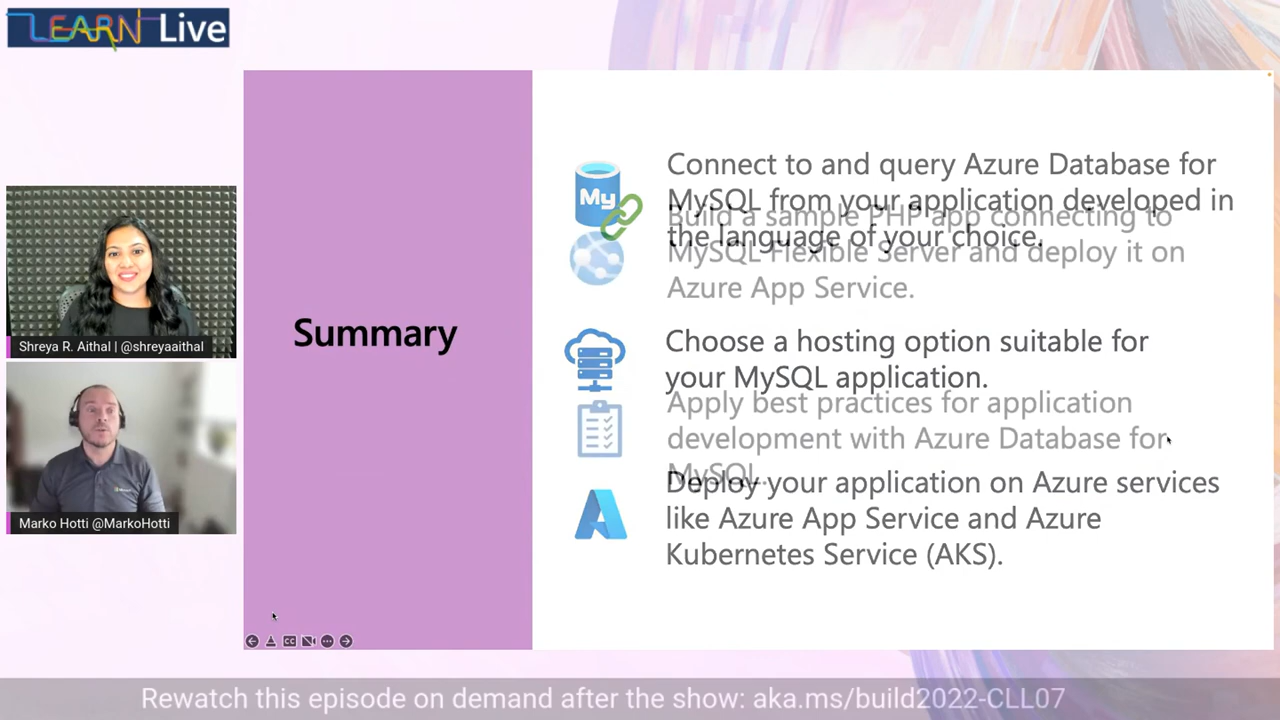 LEARN Live
Connect to and query Azure Database for
MySQL from your application developed in
the language of your choice.
Build a sample PHP app connecting to
MySQL Flexible Server and deploy it on
Azure App Service.
My
Summary
Shreya R. Aithal | @shreyaaithal
Choose a hosting option suitable for
your MySQL application.
Apply best practices for application
development with Azure Database for
MySQL.
Deploy your application on Azure services
like Azure App Service and Azure
Kubernetes Service (AKS).
Marko Hotti @MarkoHotti
CC
Rewatch this episode on demand after the show: aka.ms/build2022-CLL07